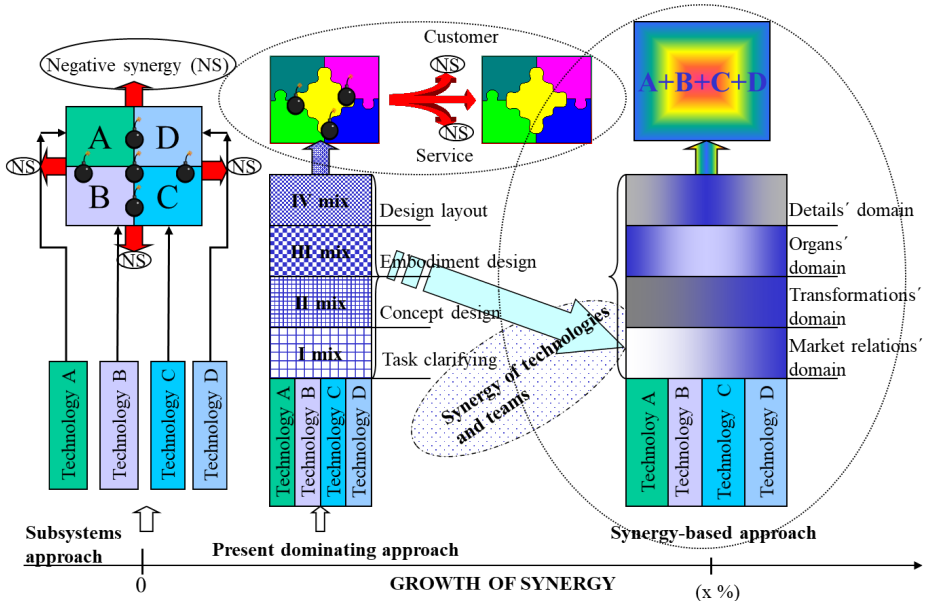 Negative synergy (NS)
A
D
B
C
NS
NS
NS
Technology A
Technology B
Technology C
Technology D
Subsystems
approach
0
Customer
NS
NS
Service
IV mix
III mix
II mix
I mix
Design layout
Embodiment design
Concept design
Task clarifying
Technology A
Technology B
Technology C
Technology D
Present dominating approach
Synergy of technologies
and teams
A+B+C+D
Details´ domain
Organs´
domain
Transformations´
domain
Market relations´
domain
Technoloy A
Technology B
Technology C
Technology D
Synergy-based approach
GROWTH OF SYNERGY
(x %)